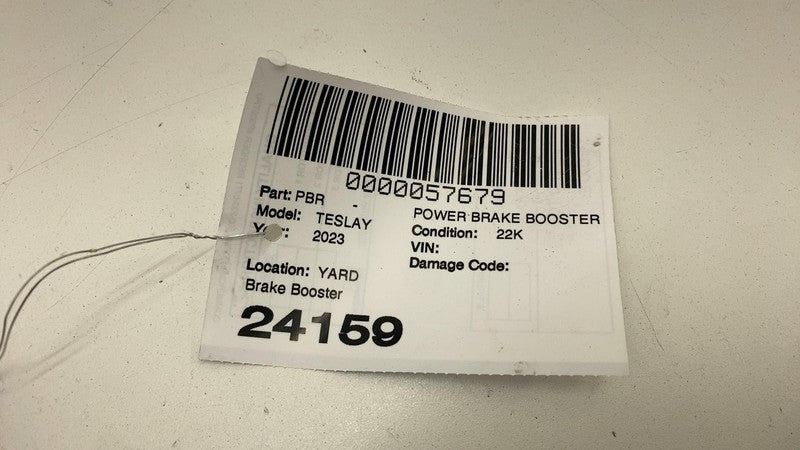 0000057679
Part: PBR -
POWER BRAKE BOOSTER
Model: TESLAY
Condition: 22K
Year: 2023
VIN:
Damage Code:
Location: YARD
Brake Booster
24159